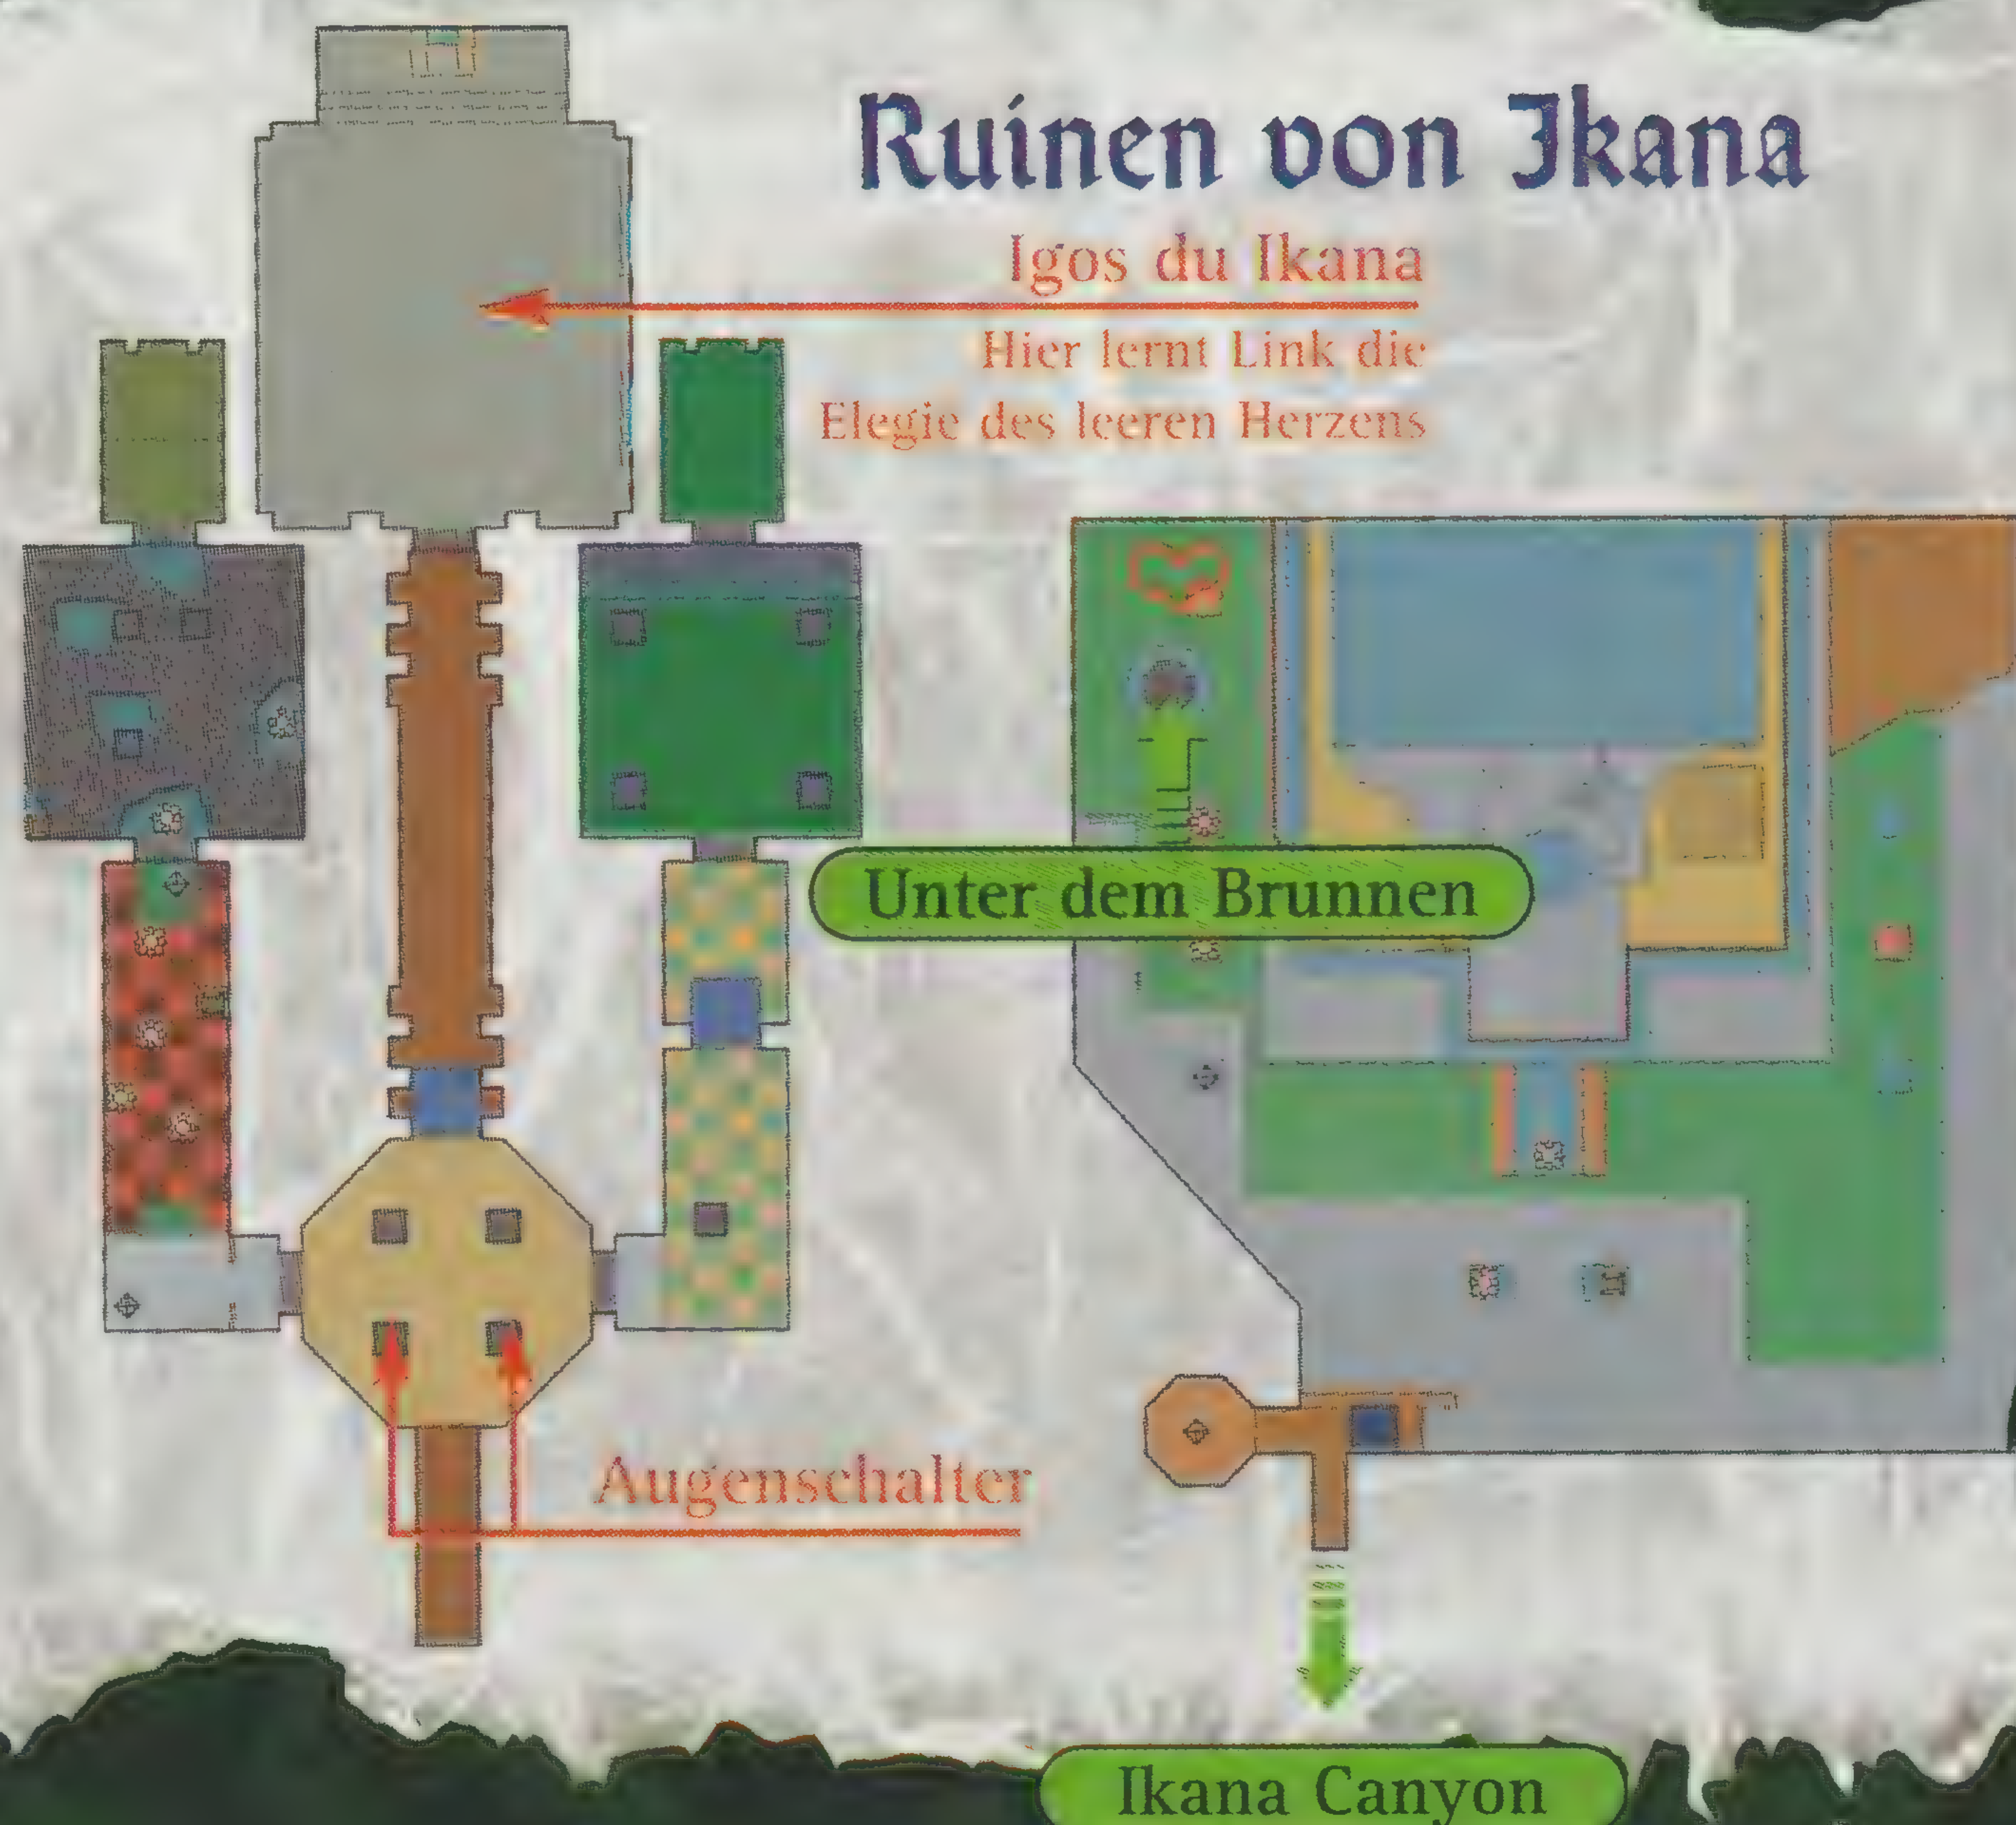 Ruinen von Ikana
Igos du Ikana
Hier lernt Link die
Elegie des leeren Herzens
Unter dem Brunnen
Augenschalter
Ikana Canyon